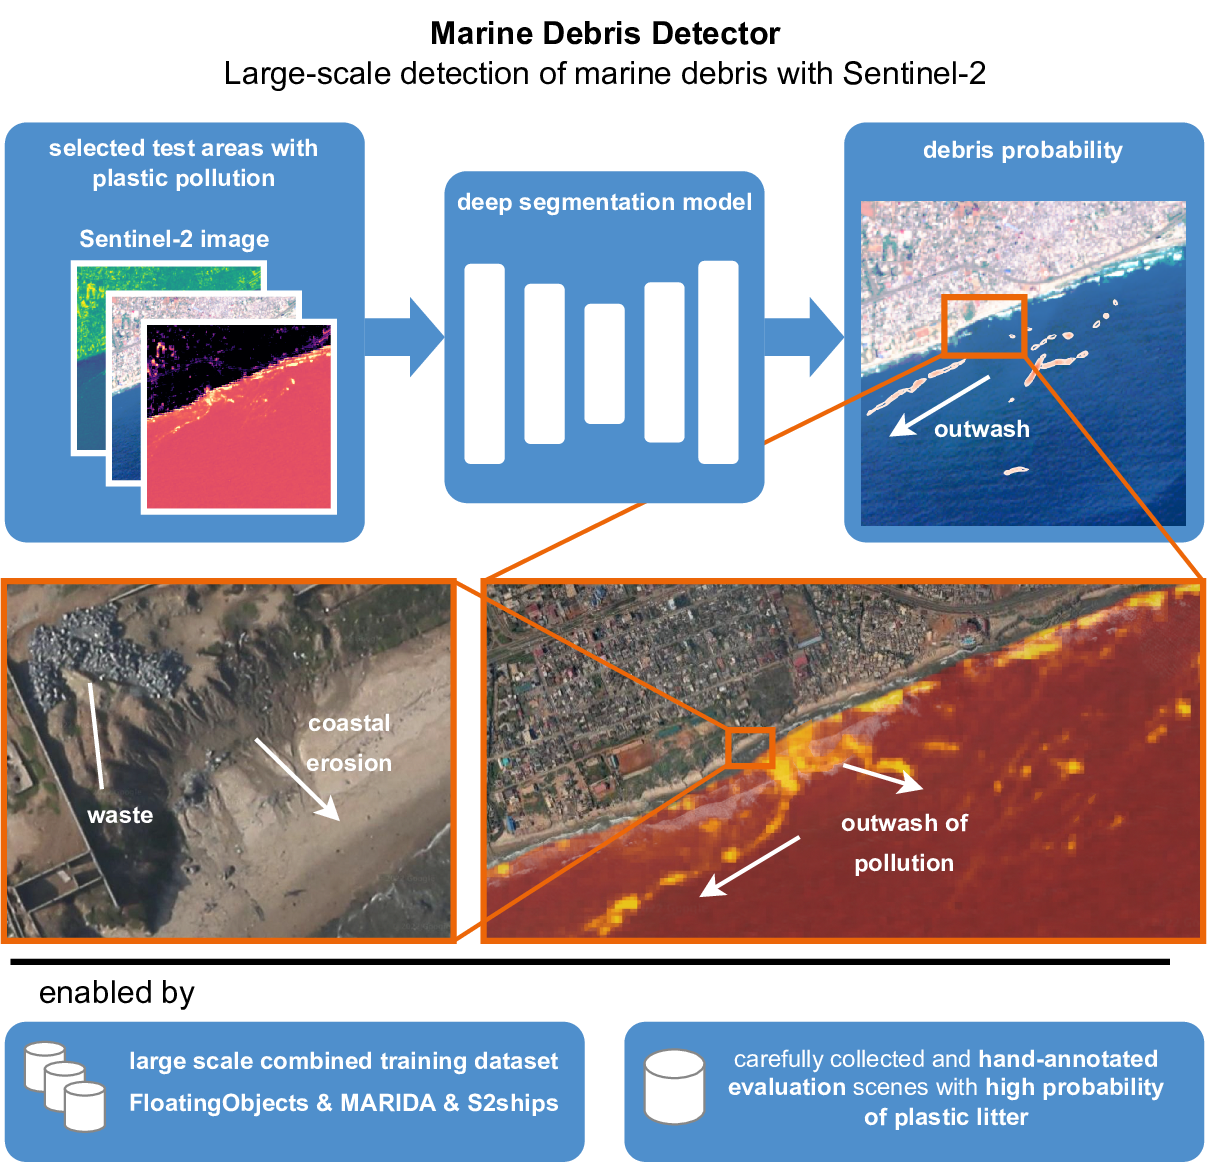 Marine Debris Detector
Large-scale detection of marine debris with Sentinel-2
selected test areas with
plastic pollution
Sentinel-2 image
deep segmentation model
debris probability
outwash
coastal
erosion
waste
outwash of
pollution
enabled by
large scale combined training dataset
FloatingObjects & MARIDA & S2ships
carefully collected and hand-annotated
evaluation scenes with high probability
of plastic litter